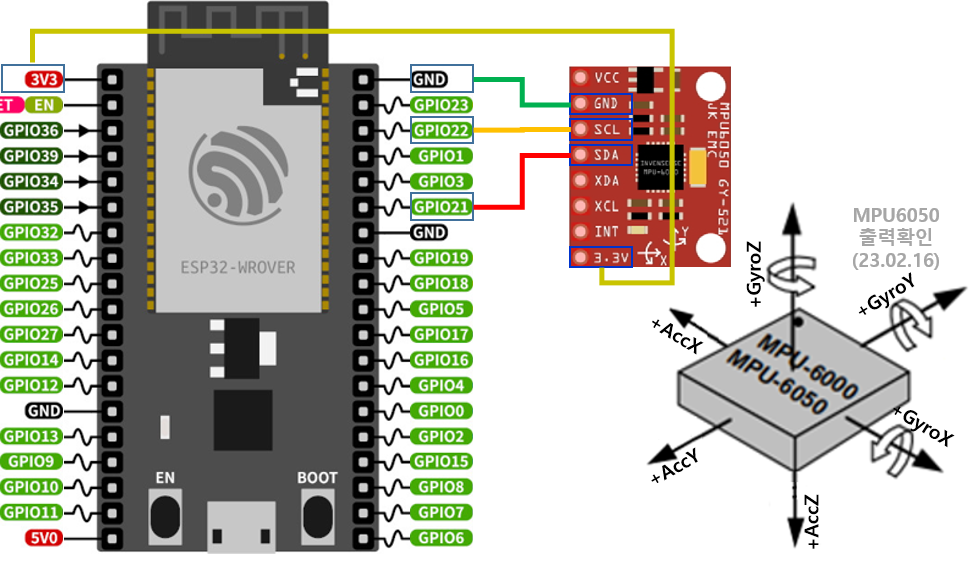 3V3
ET
EN
GPIO36
GPIO39
GPIO34
GPIO35
GPIO32
GPIO33
GPIO25
GPIO26
GPIO27
GPIO14
GPIO12
GND
GPIO13
GPIO9
GPIO10
GPIO11
5V0
ESP32-WROVER
EN
BOOT
GND
GPIO23
GPIO22
GPIO1
GPIO3
GPIO21
GND
GPIO19
GPIO18
GPIO5
GPIO17
GPIO16
GPIO4
GPIO0
GPIO2
GPIO15
GPIO8
GPIO7
GPIO6
VCC
GND
SCL
SDA
XDA
XCL
INT
3.3V
INVENSENSE
MPU-6050
MPU6050 GY-521
JK EMC
Y
X
MPU6050
출력확인
(23.02.16)
+GyroZ
+GyroY
+AccX
MPU-6000
MPU-6050
+GyroX
+AccY
+AccZ